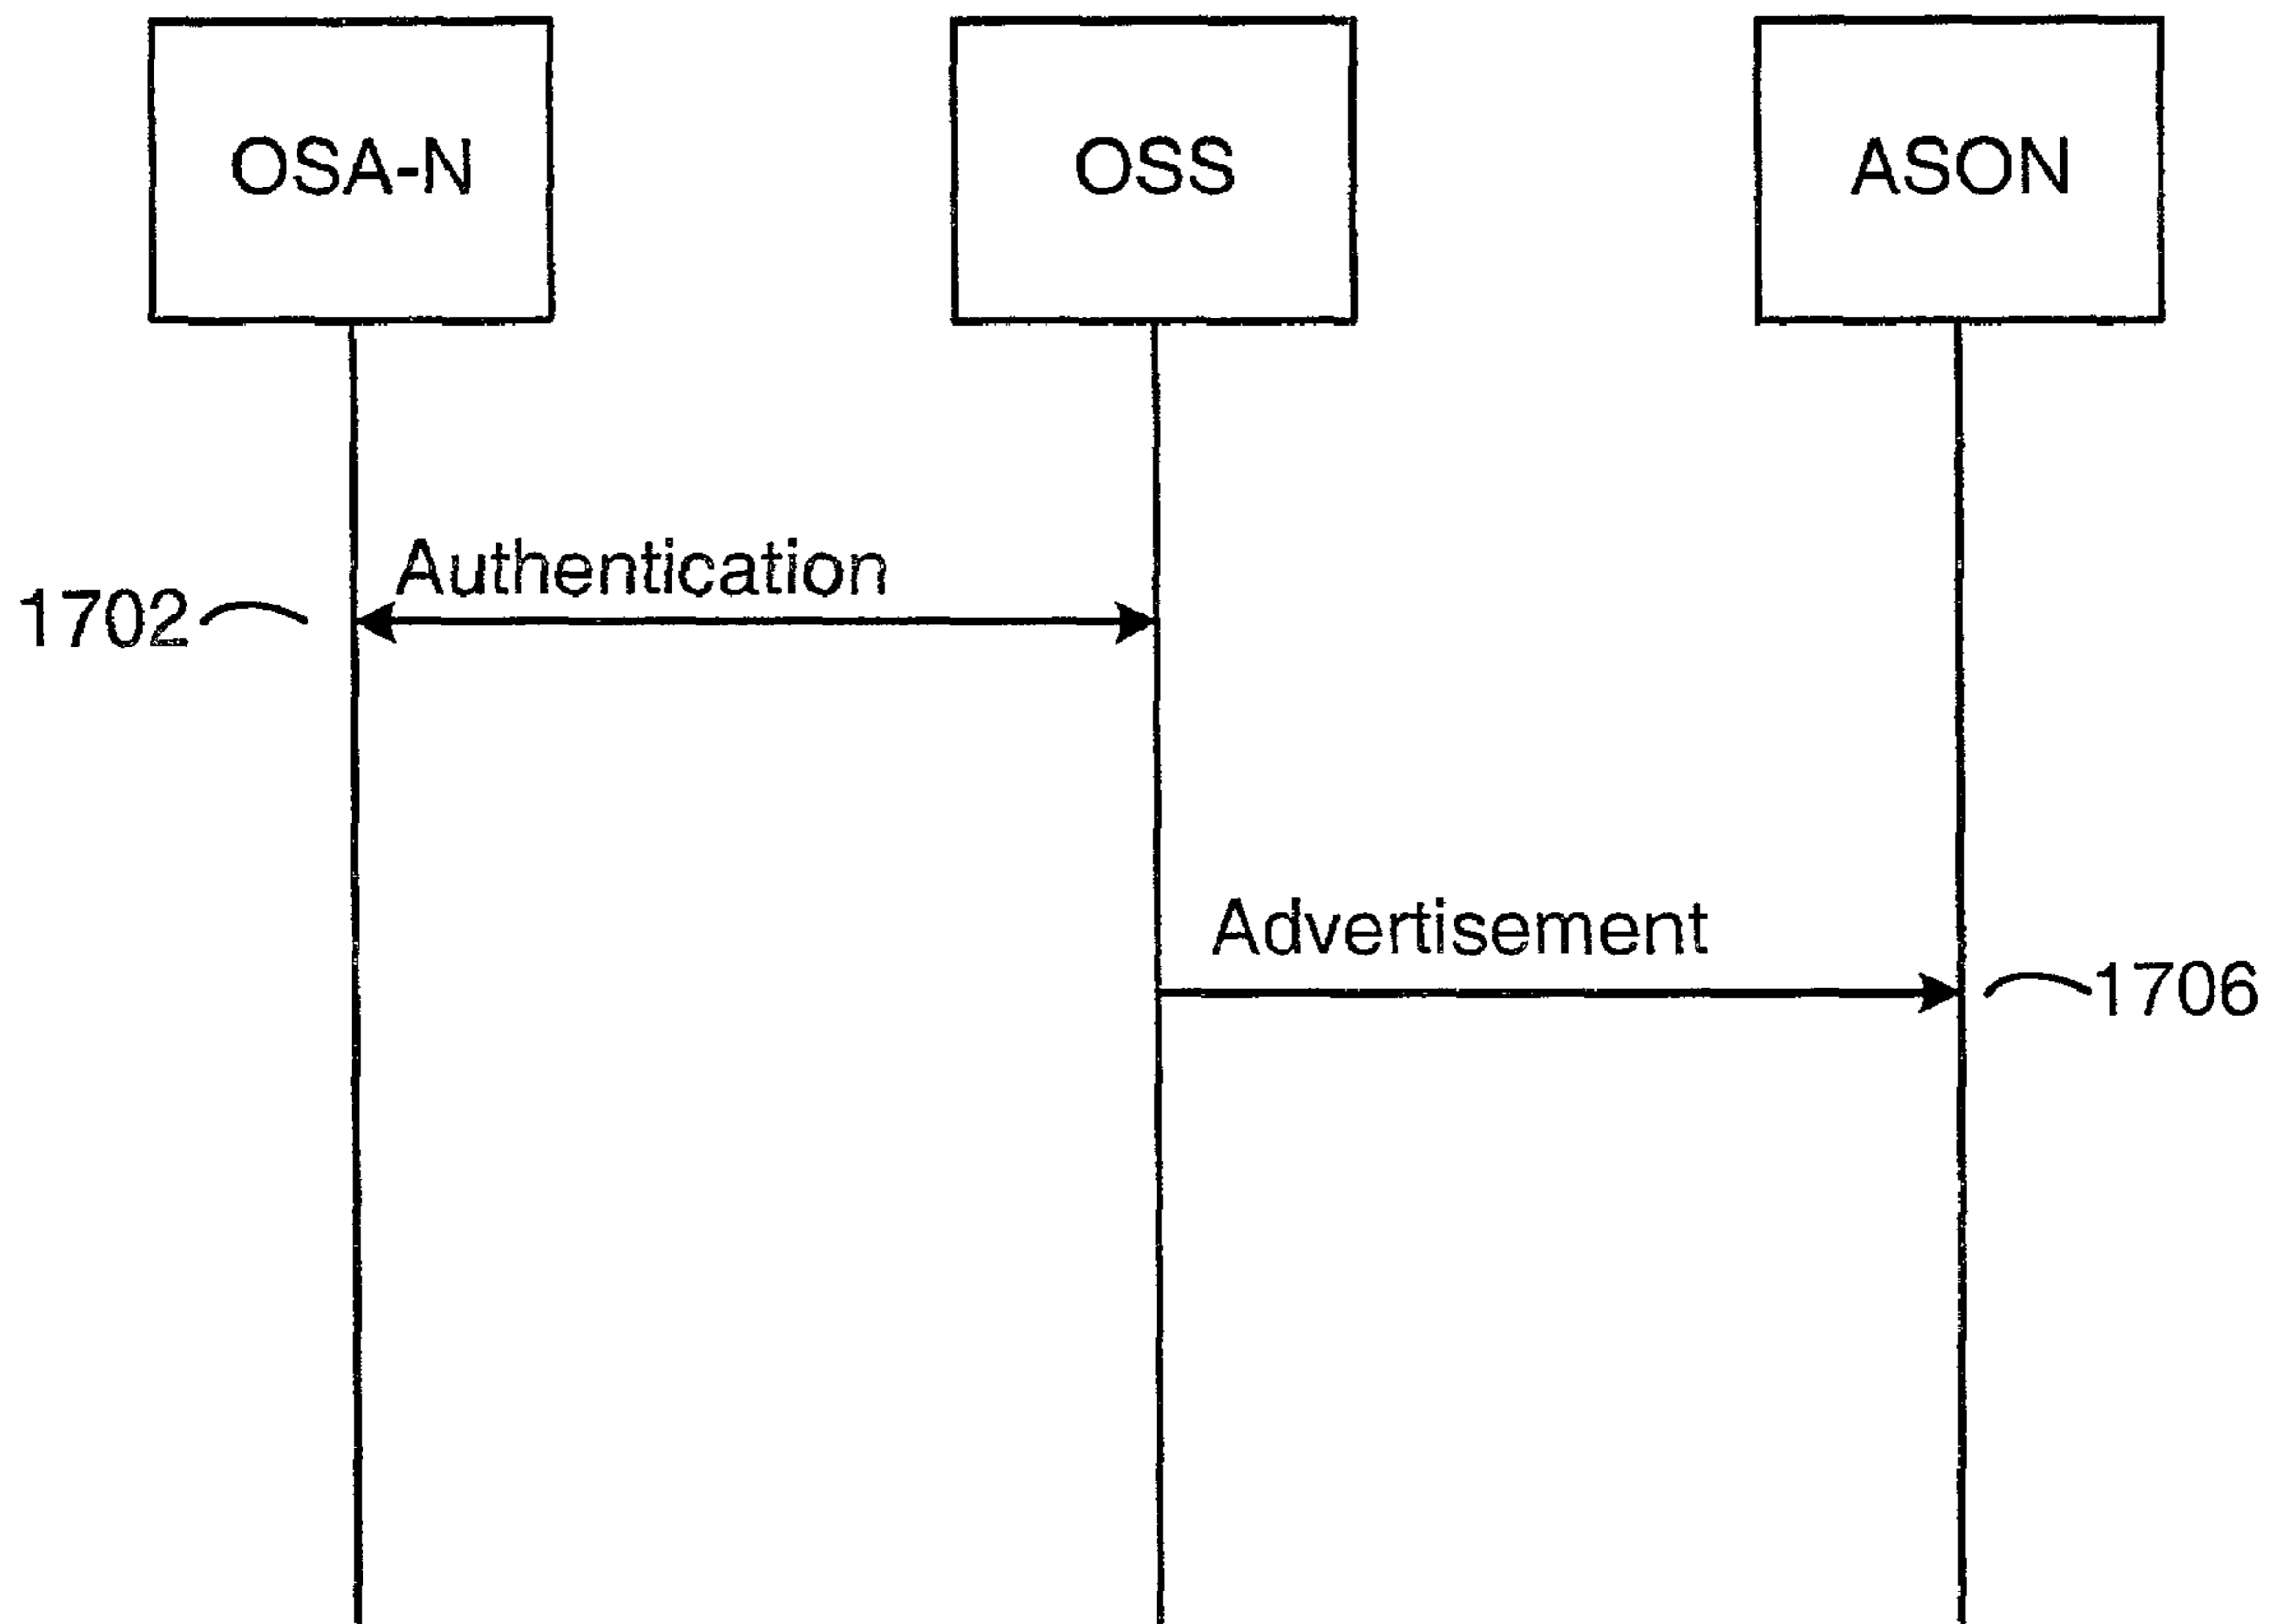 OSA-N
OSS
ASON
Authentication
1702
Advertisement
1706